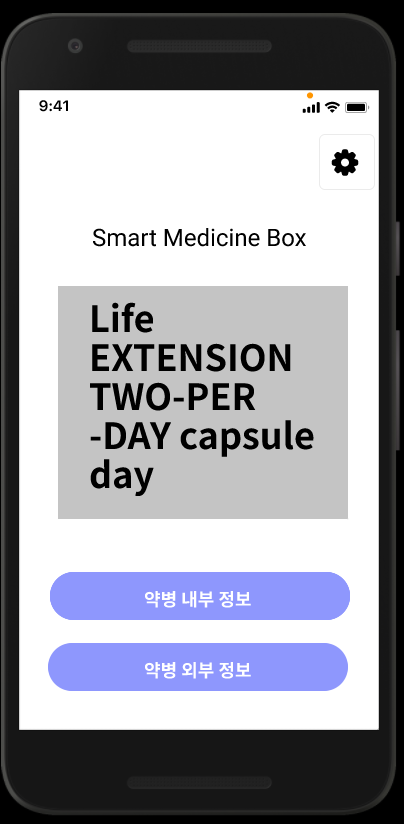 9:41
Smart Medicine Box
Life
EXTENSION
TWO-PER
-DAY capsule
day
약병 내부 정보
약병 외부 정보